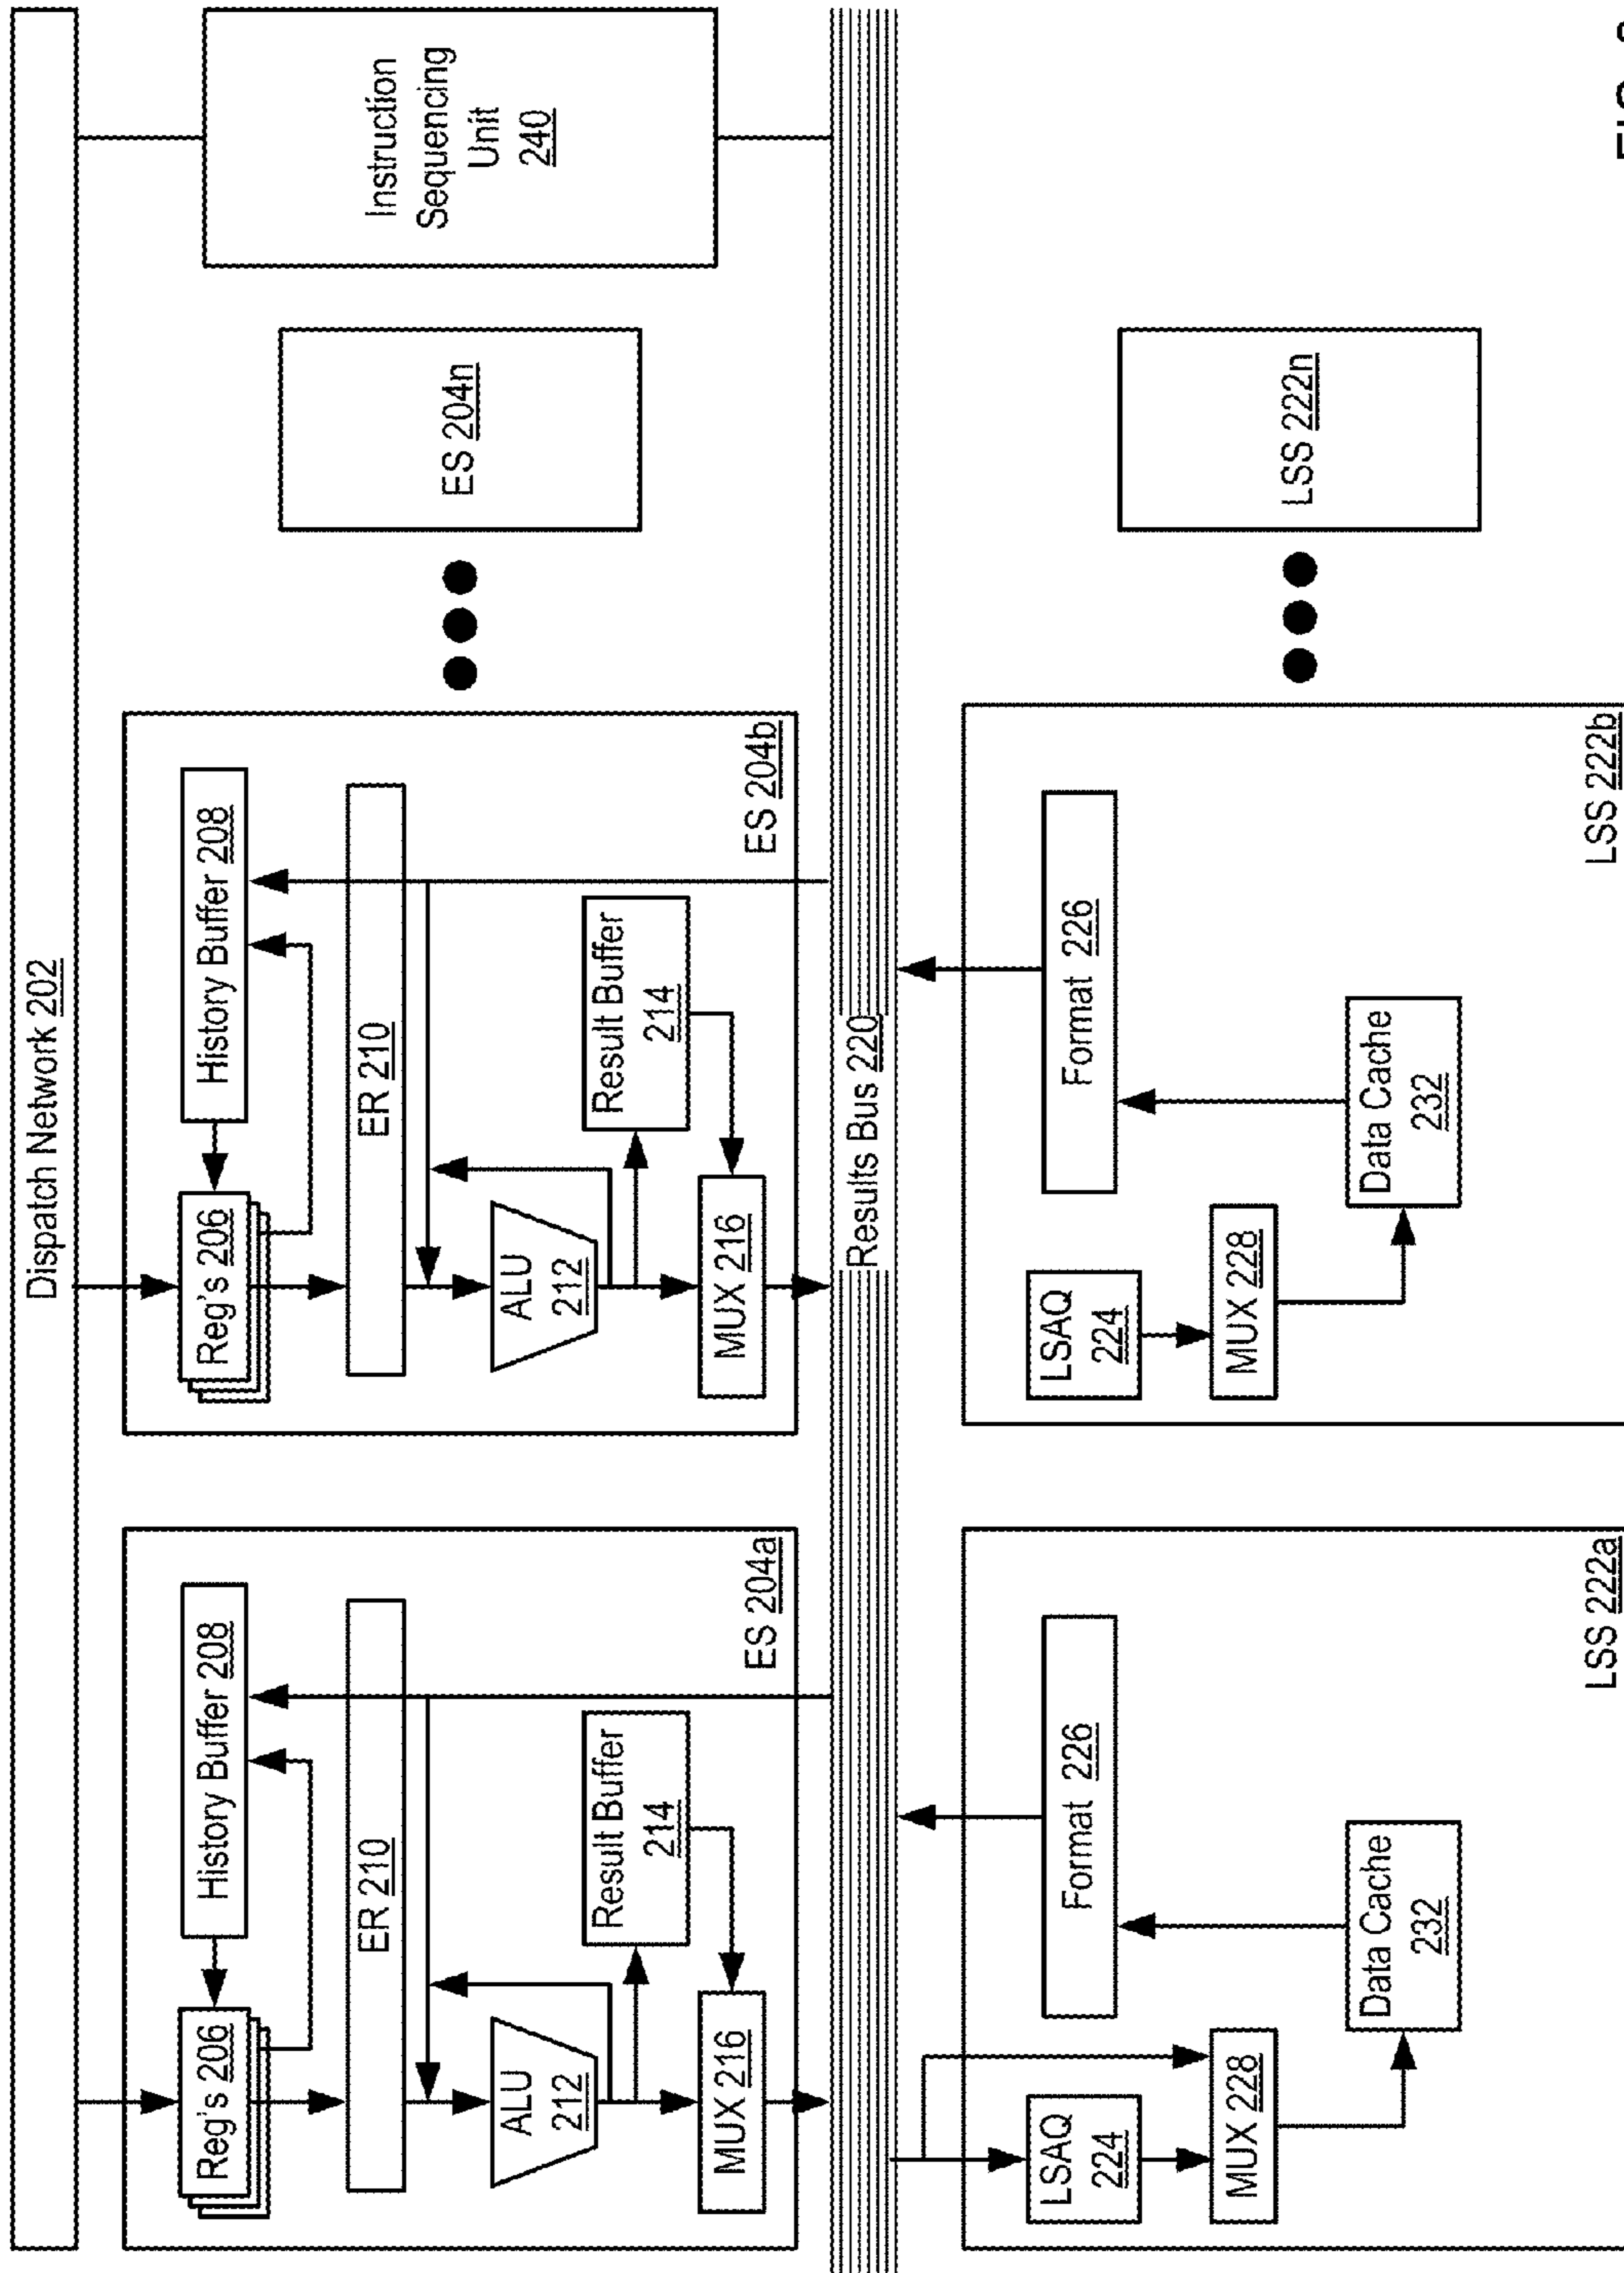 Dispatch Network 202
Reg's 206
History Buffer 208
ER 210
ALU
212
Result Buffer
214
MUX 216
ES 204a
Reg's 206
History Buffer 208
ER 210
ALU
212
Result Buffer
214
MUX 216
ES 204b
ES 204n
Instruction
Sequencing
Unit
240
Results Bus 220
LSAQ
224
MUX 228
Format 226
Data Cache
232
LSS 222a
LSAQ
224
MUX 228
Format 226
Data Cache
232
LSS 222b
LSS 222n